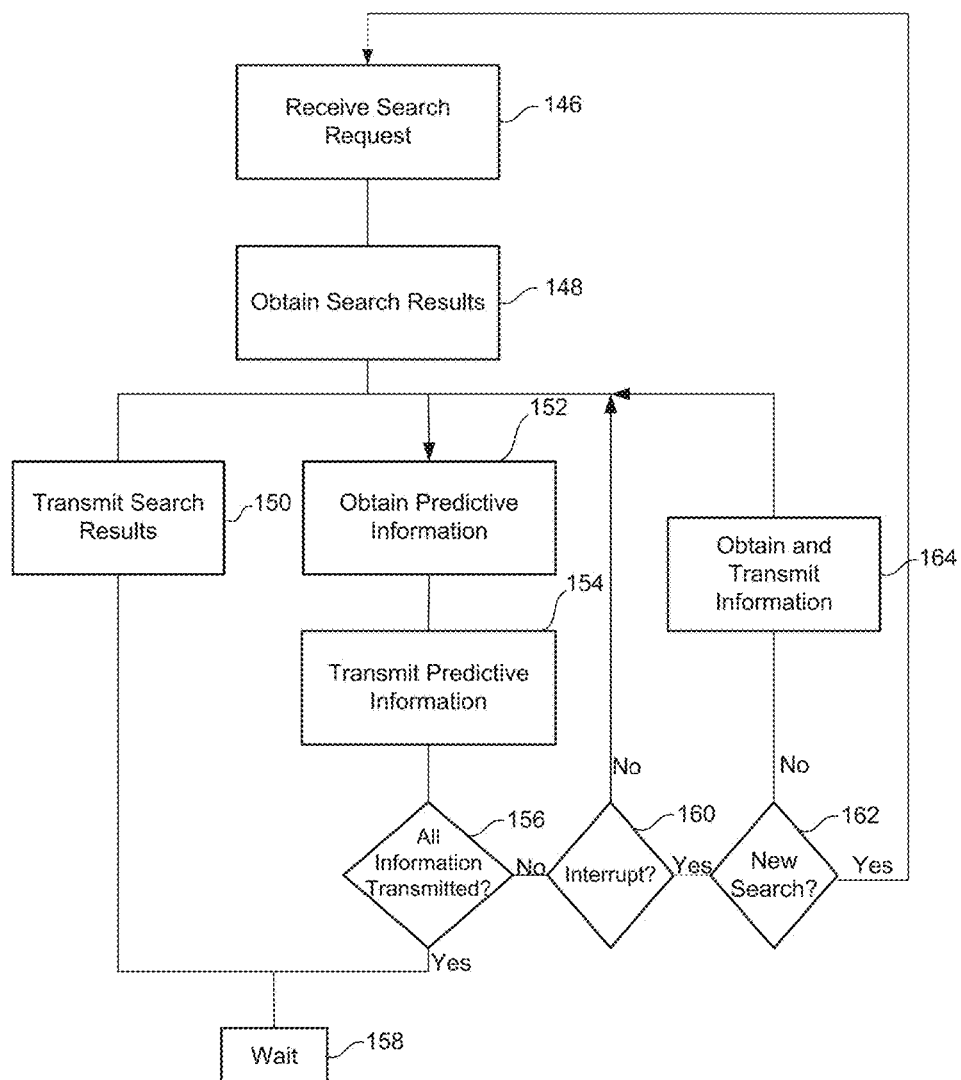 Receive Search
Request
146
Obtain Search Results
148
152
Transmit Search
Results
150
Obtain Predictive
Information
Obtain and
Transmit
Information
164
154
Transmit Predictive
Information
No
No
156
160
162
All
Information
Transmitted?
No
Interrupt?
Yes
New
Search?
Yes
Yes
Wait
158